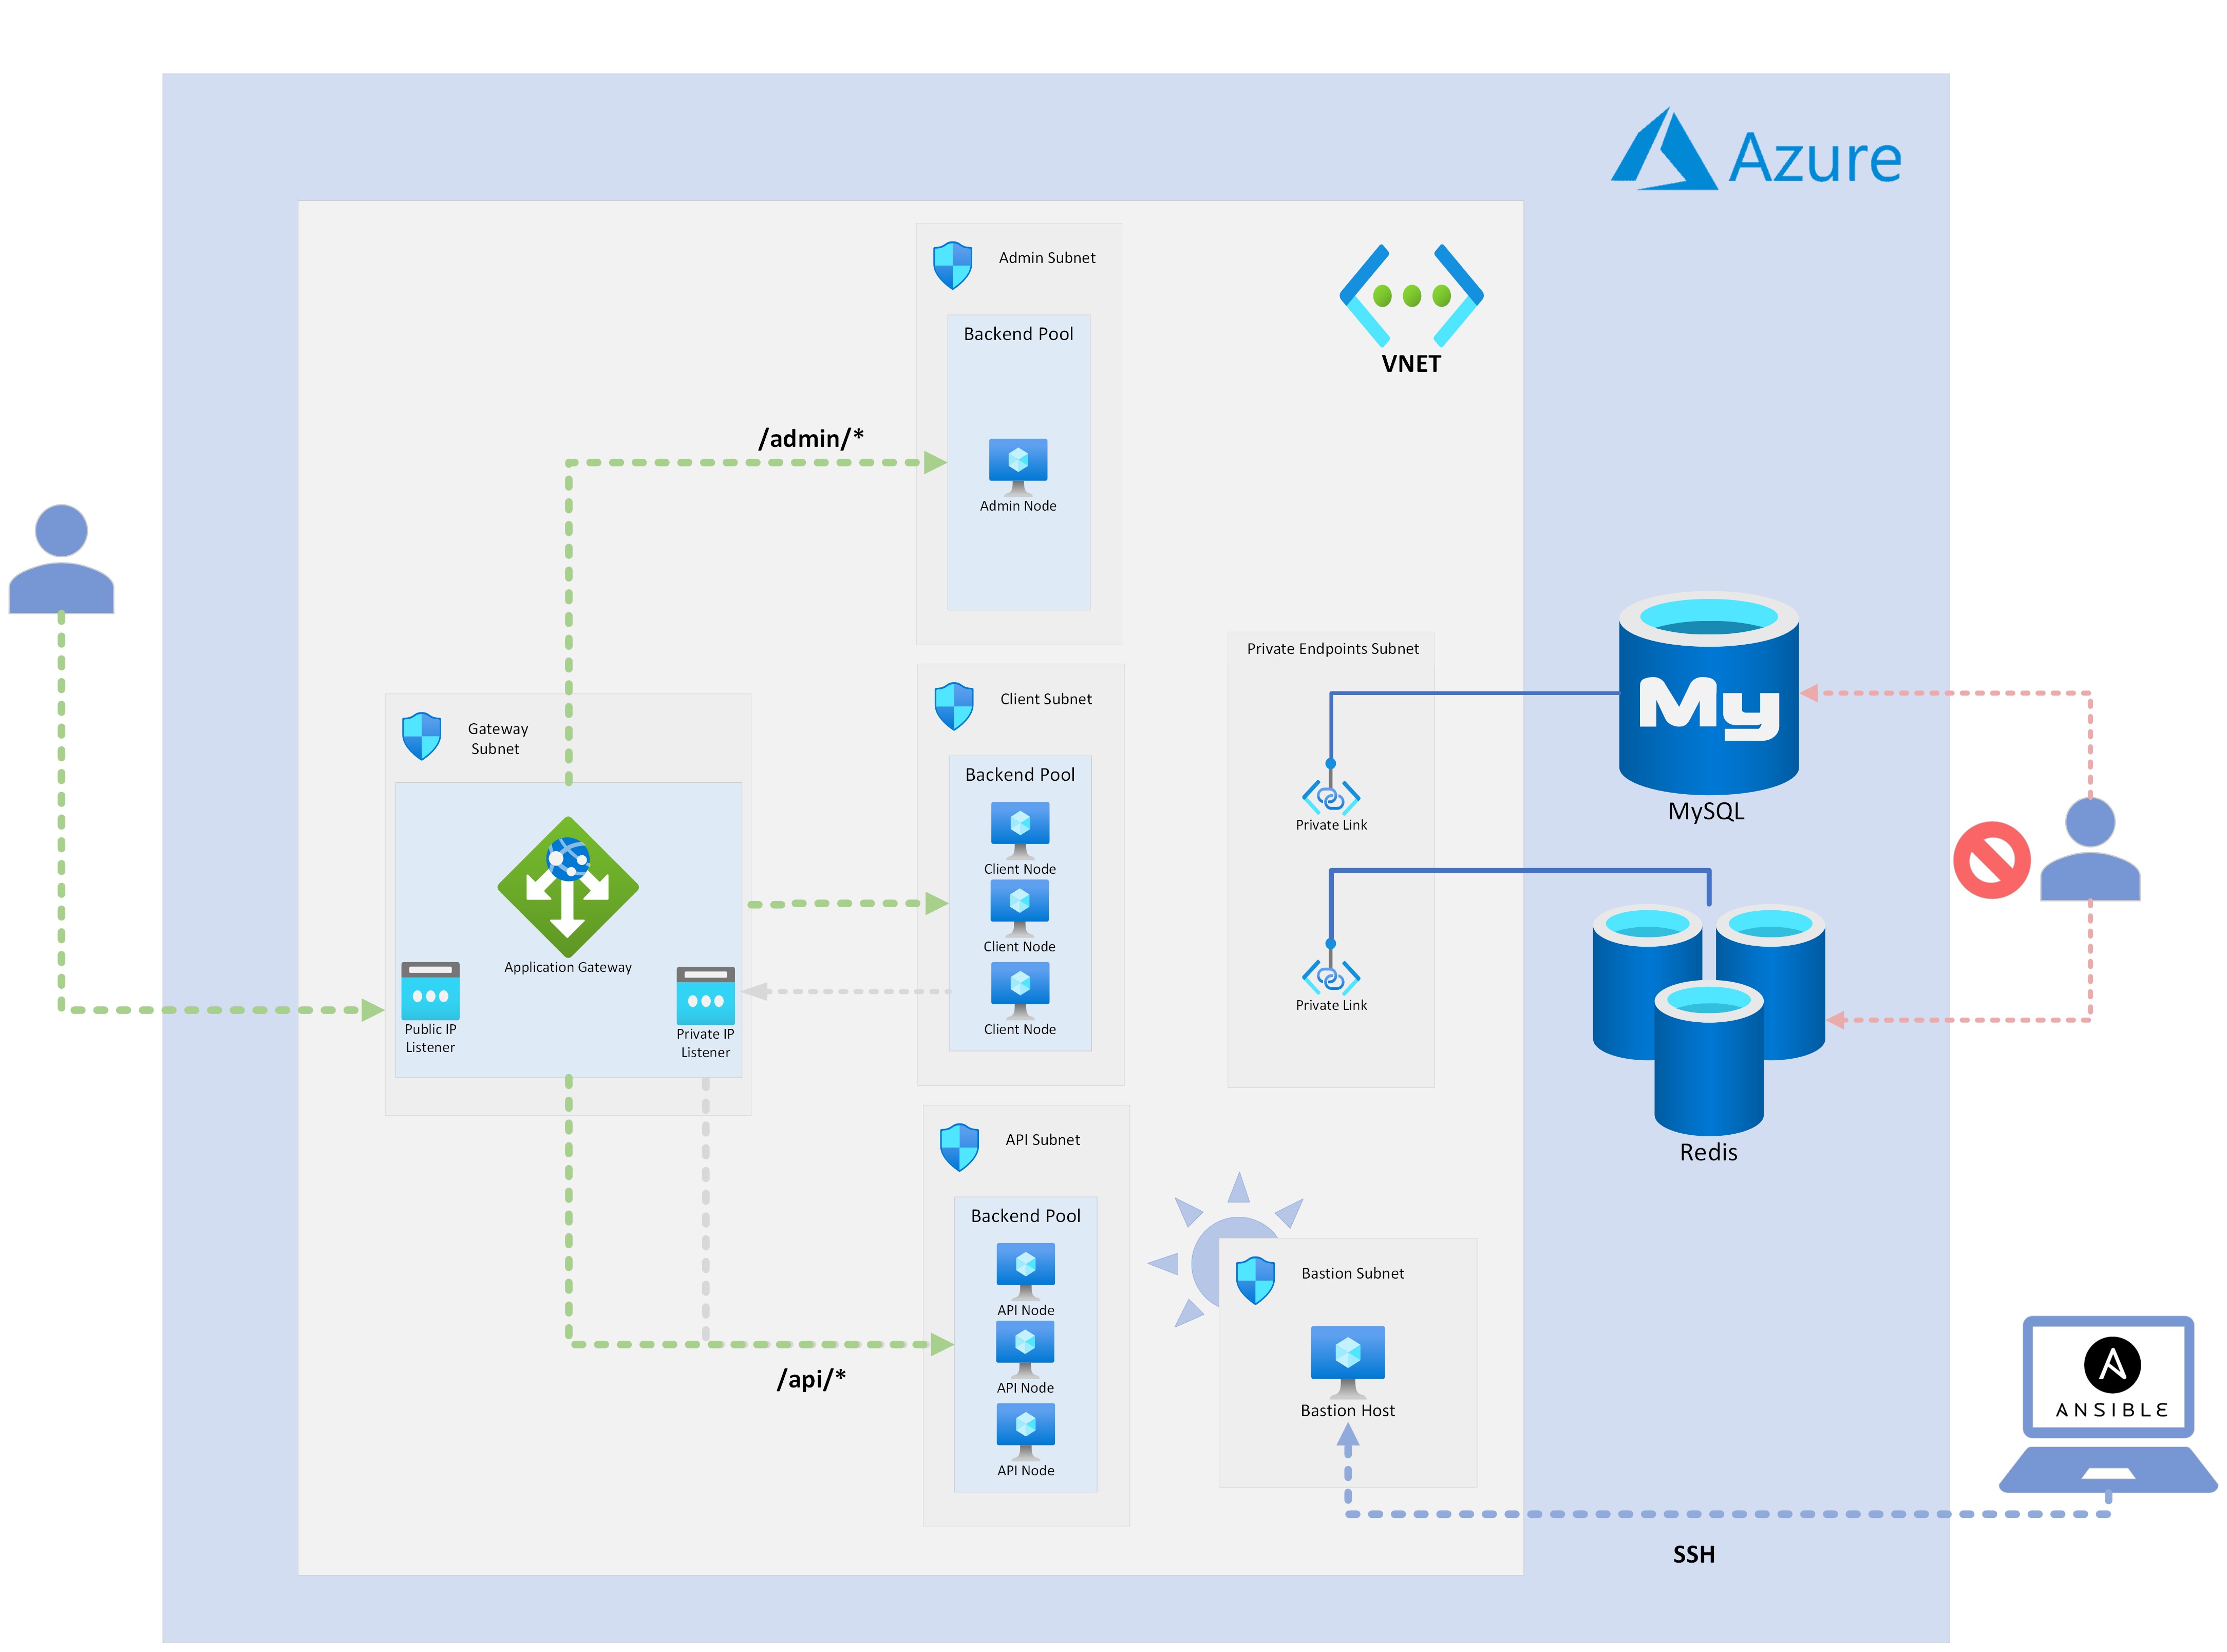 Azure
Admin Subnet
Backend Pool
VNET
/admin/*
Admin Node
Private Endpoints Subnet
Client Subnet
Gateway
Subnet
My
Backend Pool
Private Link
MySQL
Client Node
Client Node
Application Gateway
Private Link
Public IP
Listener
Private IP
Listener
Client Node
API Subnet
Redis
Backend Pool
Bastion Subnet
API Node
/api/*
API Node
Bastion Host
ANSIBLE
API Node
SSH